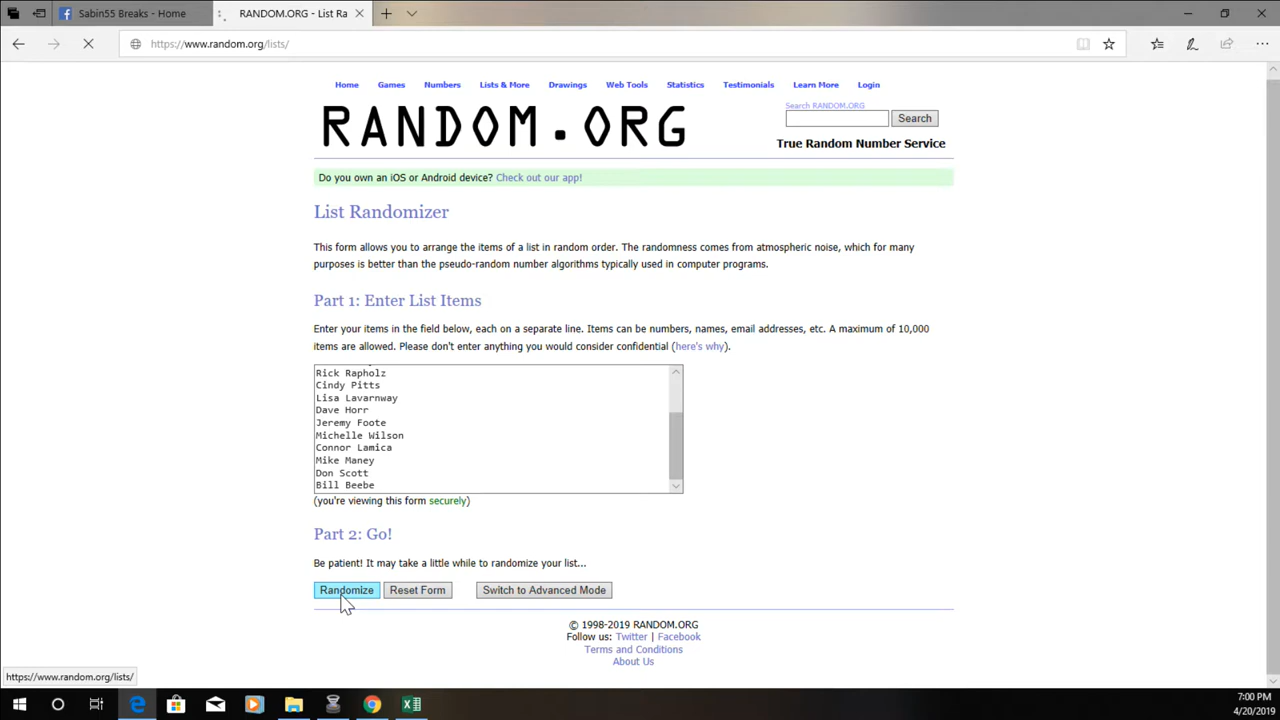 Sabin55 Breaks - Home
RANDOM.ORG - List Ra
https://www.random.org/lists/
Home Games Numbers Lists & More Drawings Web Tools Statistics Testimonials Learn More Login
Search RANDOM.ORG
RANDOM.ORG
Search
True Random Number Service
Do you own an iOS or Android device? Check out our app!
List Randomizer
This form allows you to arrange the items of a list in random order. The randomness comes from atmospheric noise, which for many
purposes is better than the pseudo-random number algorithms typically used in computer programs.
Part 1: Enter List Items
Enter your items in the field below, each on a separate line. Items can be numbers, names, email addresses, etc. A maximum of 10,000
items are allowed. Please don't enter anything you would consider confidential (here's why).
Rick Rapholz
Cindy Pitts
Lisa Lavarnway
Dave Horr
Jeremy Foote
Michelle Wilson
Connor Lamica
Mike Maney
Don Scott
Bill Beebe
(you're viewing this form securely)
Part 2: Go!
Be patient! It may take a little while to randomize your list...
Randomize Reset Form Switch to Advanced Mode
© 1998-2019 RANDOM.ORG
Follow us: Twitter | Facebook
Terms and Conditions
About Us
https://www.random.org/lists/
7:00 PM
4/20/2019